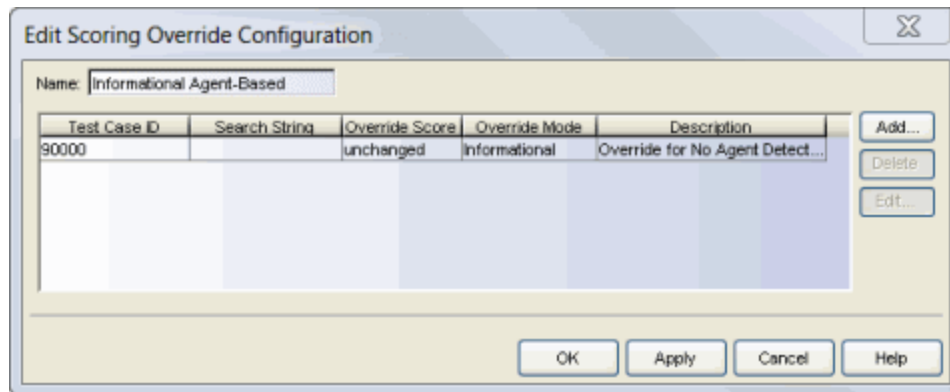 Edit Scoring Override Configuration
Name: Informational Agent-Based
Test Case ID Search String Override Score Override Mode Description
90000 unchanged Informational Override for No Agent Detect...
Add...
Delete
Edit...
OK Apply Cancel Help